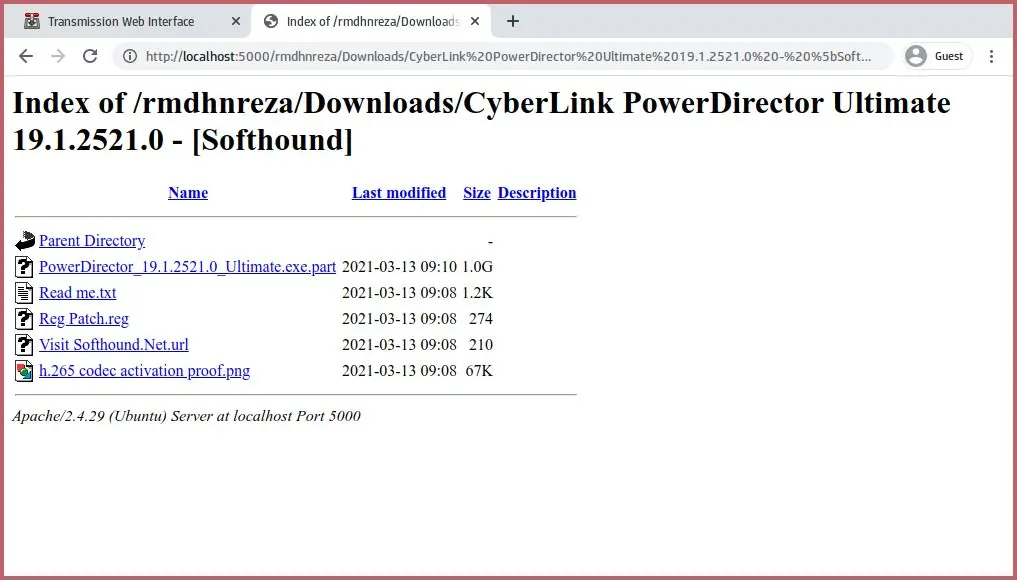 Transmission Web Interface
Index of /rmdhnreza/Downloads
http://localhost:5000/rmdhnreza/Downloads/CyberLink%20PowerDirector%20Ultimate%2019.1.2521.0%20-%20%5bSoft...
Guest
Index of /rmdhnreza/Downloads/CyberLink PowerDirector Ultimate
19.1.2521.0 - [Softhound]
Name Last modified Size Description
Parent Directory -
PowerDirector_19.1.2521.0_Ultimate.exe.part 2021-03-13 09:10 1.0G
Read me.txt 2021-03-13 09:08 1.2K
Reg Patch.reg 2021-03-13 09:08 274
Visit Softhound.Net.url 2021-03-13 09:08 210
h.265 codec activation proof.png 2021-03-13 09:08 67K
Apache/2.4.29 (Ubuntu) Server at localhost Port 5000